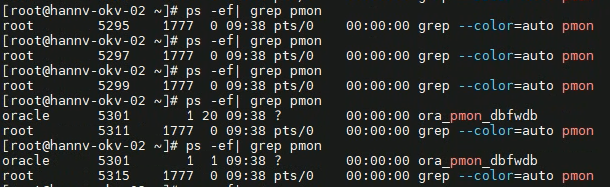 [root@hannv-okv-02 ~]# ps -ef| grep pmon
root 5295 1777 0 09:38 pts/0 00:00:00 grep --color=auto pmon
[root@hannv-okv-02 ~]# ps -ef| grep pmon
root 5297 1777 0 09:38 pts/0 00:00:00 grep --color=auto pmon
[root@hannv-okv-02 ~]# ps -ef| grep pmon
root 5299 1777 0 09:38 pts/0 00:00:00 grep --color=auto pmon
[root@hannv-okv-02 ~]# ps -ef| grep pmon
oracle 5301 1 20 09:38 ? 00:00:00 ora_pmon_dbfwdb
root 5311 1777 0 09:38 pts/0 00:00:00 grep --color=auto pmon
[root@hannv-okv-02 ~]# ps -ef| grep pmon
oracle 5301 1 1 09:38 ? 00:00:00 ora_pmon_dbfwdb
root 5315 1777 0 09:38 pts/0 00:00:00 grep --color=auto pmon